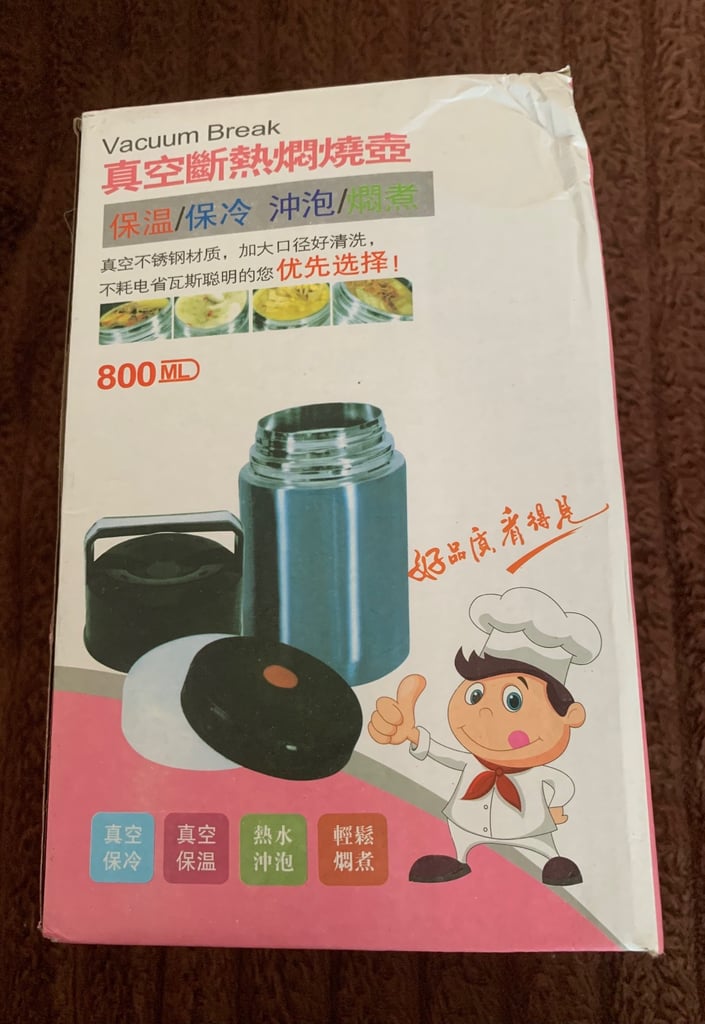 Vacuum Break
真空斷熱燜燒壺
保温/保冷 沖泡/燜煮
真空不锈钢材质，加大口径好清洗，
不耗电省瓦斯聪明的您优先选择！
800ML
好品质看得见
真空
保冷
真空
保温
熱水
沖泡
輕鬆
燜煮